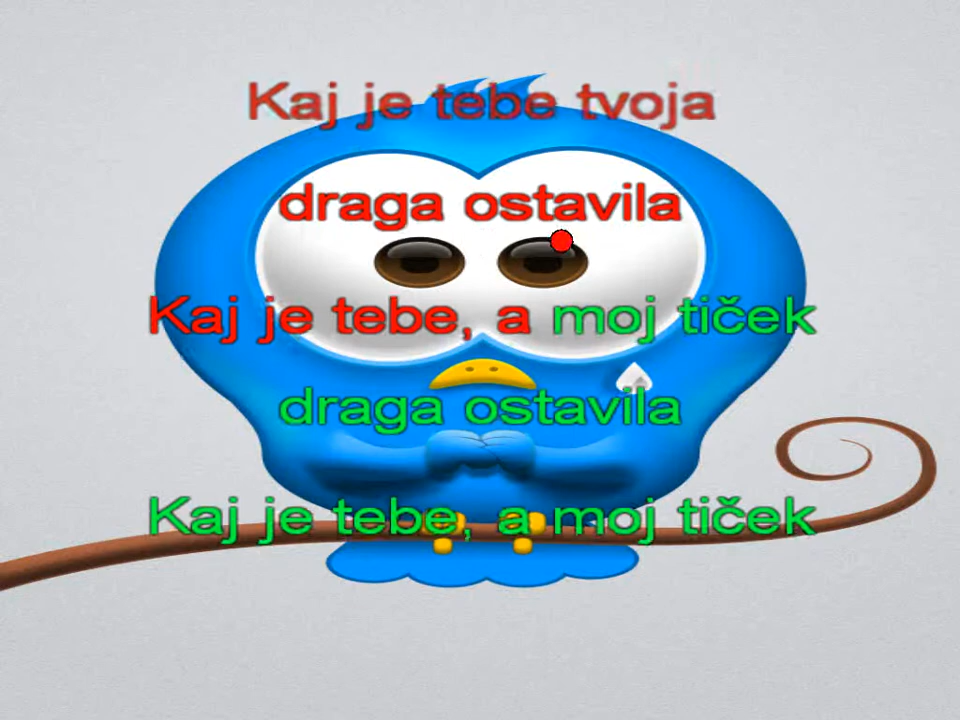 Kaj je tebe tvoja
draga ostavila
Kaj je tebe, a moj tiček
draga ostavila
Kaj je tebe, a moj tiček